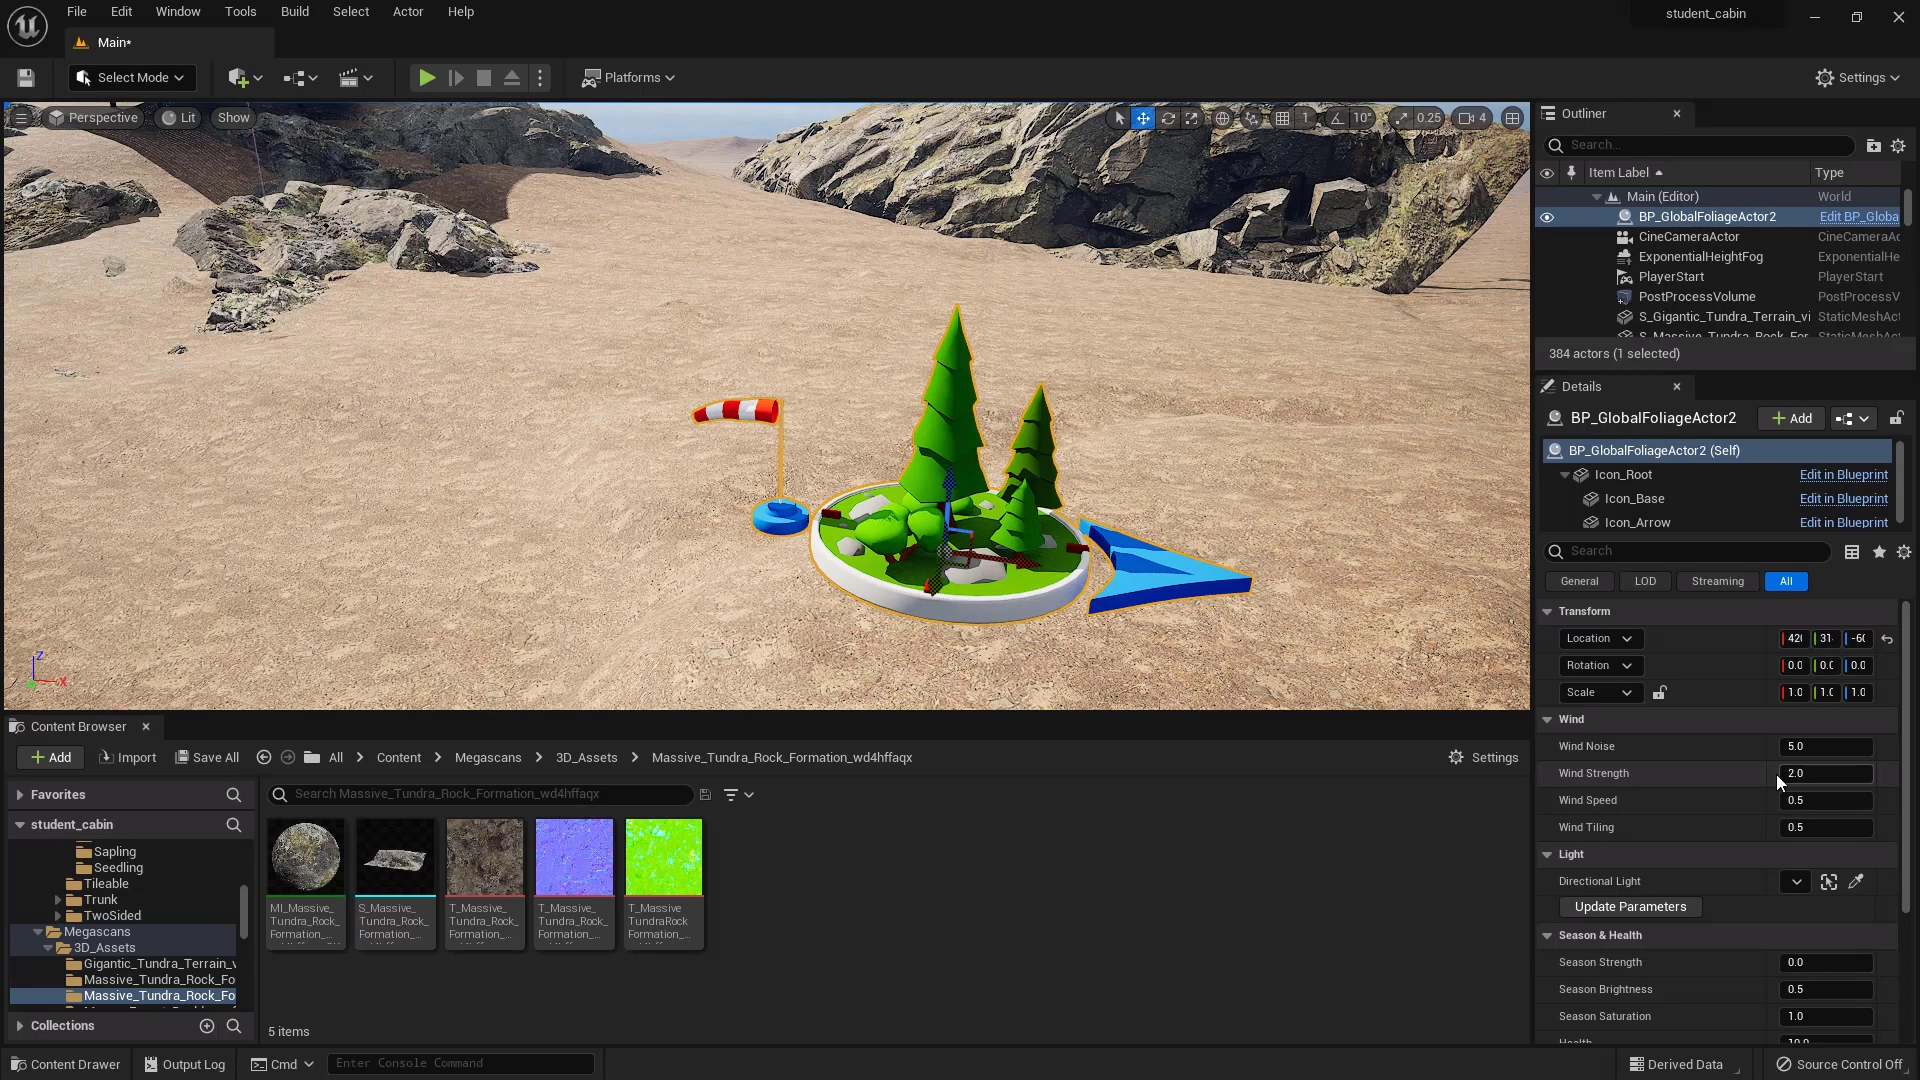 File Edit Window Tools Build Select Actor Help
student_cabin
Main*
Select Mode
Platforms
Settings
Perspective
Lit
Show
1
10°
0.25
4
Z
X
Outliner
Search...
Item Label
Type
Main (Editor)
World
BP_GlobalFoliageActor2
Edit BP_Globa
CineCameraActor
CineCameraAc
ExponentialHeightFog
ExponentialHe
PlayerStart
PlayerStart
PostProcessVolume
PostProcessV
S_Gigantic_Tundra_Terrain_vi
StaticMeshAct
S_Massive_Tundra_Rock_For
StaticMeshAct
384 actors (1 selected)
Details
BP_GlobalFoliageActor2
Add
BP_GlobalFoliageActor2 (Self)
Icon_Root
Edit in Blueprint
Icon_Base
Edit in Blueprint
Icon_Arrow
Edit in Blueprint
Search
General
LOD
Streaming
All
Transform
Location
420
31
-60
Rotation
0.0
0.0
0.0
Scale
1.0
1.0
1.0
Wind
Wind Noise
5.0
Wind Strength
2.0
Wind Speed
0.5
Wind Tiling
0.5
Light
Directional Light
Update Parameters
Season & Health
Season Strength
0.0
Season Brightness
0.5
Season Saturation
1.0
Health
10.0
Content Browser
Add
Import
Save All
All
Content
Megascans
3D_Assets
Massive_Tundra_Rock_Formation_wd4hffaqx
Settings
Favorites
student_cabin
Sapling
Seedling
Tileable
Trunk
TwoSided
Megascans
3D_Assets
Gigantic_Tundra_Terrain_v
Massive_Tundra_Rock_Fo
Massive_Tundra_Rock_Fo
Collections
Search Massive_Tundra_Rock_Formation_wd4hffaqx
MI_Massive_
Tundra_Rock_
Formation_...
S_Massive_
Tundra_Rock_
Formation_...
T_Massive_
Tundra_Rock_
Formation_...
T_Massive_
Tundra_Rock_
Formation_...
T_Massive
TundraRock
Formation_...
5 items
Content Drawer
Output Log
Cmd
Enter Console Command
Derived Data
Source Control Off